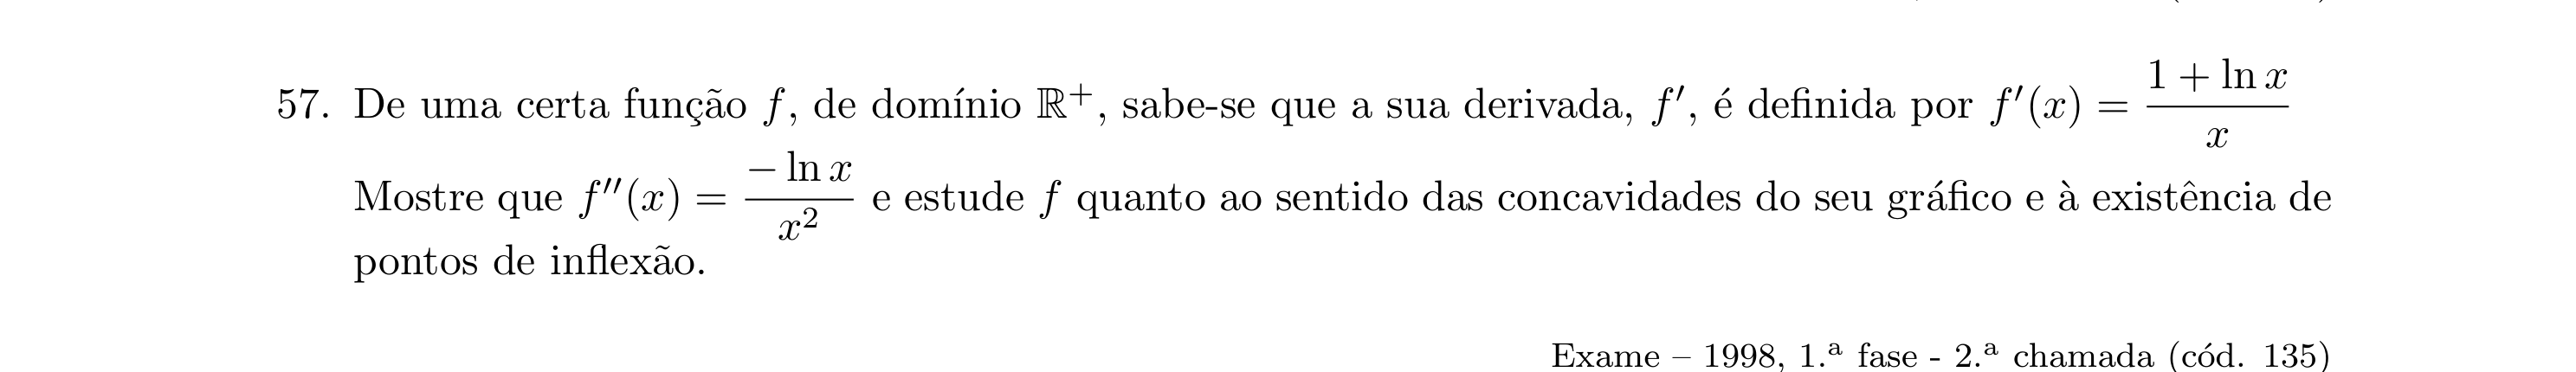 57. De uma certa função f, de domínio ℝ⁺, sabe-se que a sua derivada, f′, é definida por f′(x) = (1 + ln x)/x
Mostre que f′′(x) = (− ln x)/x² e estude f quanto ao sentido das concavidades do seu gráfico e à existência de
pontos de inflexão.
Exame – 1998, 1.ª fase - 2.ª chamada (cód. 135)